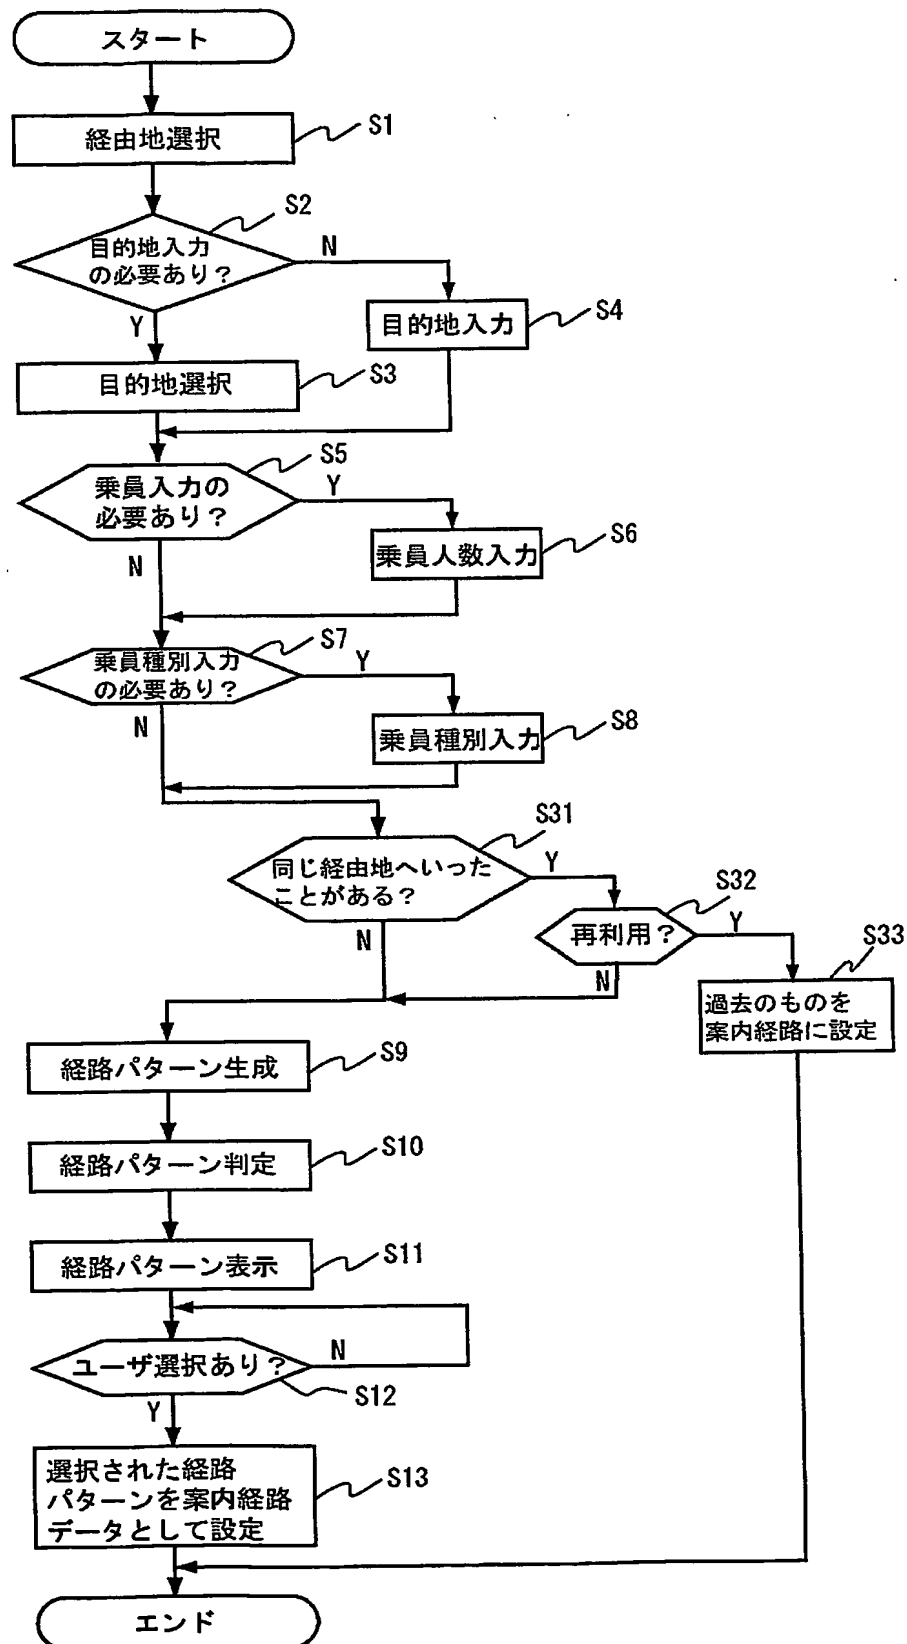 スタート
経由地選択
S1
S2
目的地入力
の必要あり？
N
Y
目的地入力
S4
目的地選択
S3
S5
乗員入力の
必要あり？
Y
N
乗員人数入力
S6
S7
乗員種別入力
の必要あり？
Y
N
乗員種別入力
S8
S31
同じ経由地へいった
ことがある？
Y
N
S32
再利用？
Y
N
S33
過去のものを
案内経路に設定
経路パターン生成
S9
経路パターン判定
S10
経路パターン表示
S11
ユーザ選択あり？
N
S12
Y
選択された経路
パターンを案内経路
データとして設定
S13
エンド